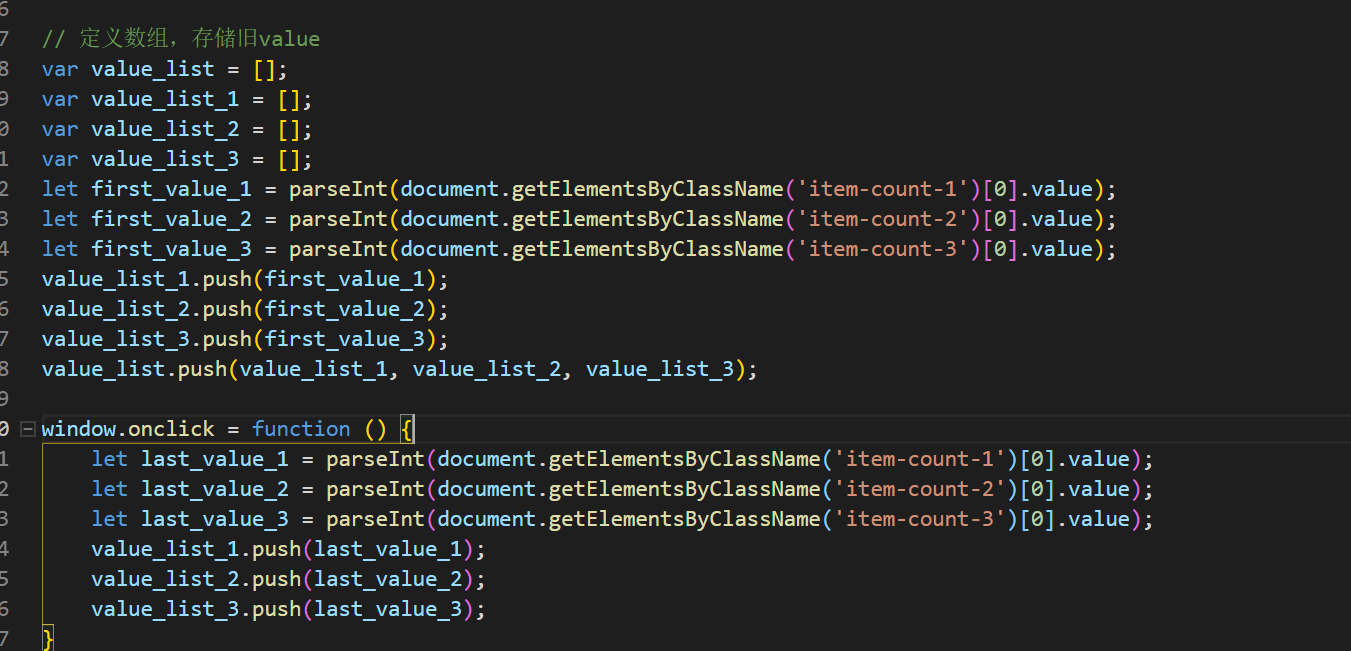 6
7 // 定义数组，存储旧value
8 var value_list = [];
9 var value_list_1 = [];
0 var value_list_2 = [];
1 var value_list_3 = [];
2 let first_value_1 = parseInt(document.getElementsByClassName('item-count-1')[0].value);
3 let first_value_2 = parseInt(document.getElementsByClassName('item-count-2')[0].value);
4 let first_value_3 = parseInt(document.getElementsByClassName('item-count-3')[0].value);
5 value_list_1.push(first_value_1);
6 value_list_2.push(first_value_2);
7 value_list_3.push(first_value_3);
8 value_list.push(value_list_1, value_list_2, value_list_3);
9
0 window.onclick = function () {
1     let last_value_1 = parseInt(document.getElementsByClassName('item-count-1')[0].value);
2     let last_value_2 = parseInt(document.getElementsByClassName('item-count-2')[0].value);
3     let last_value_3 = parseInt(document.getElementsByClassName('item-count-3')[0].value);
4     value_list_1.push(last_value_1);
5     value_list_2.push(last_value_2);
6     value_list_3.push(last_value_3);
7 }